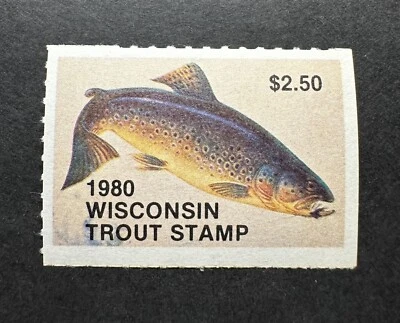 $2.50
1980
WISCONSIN
TROUT STAMP